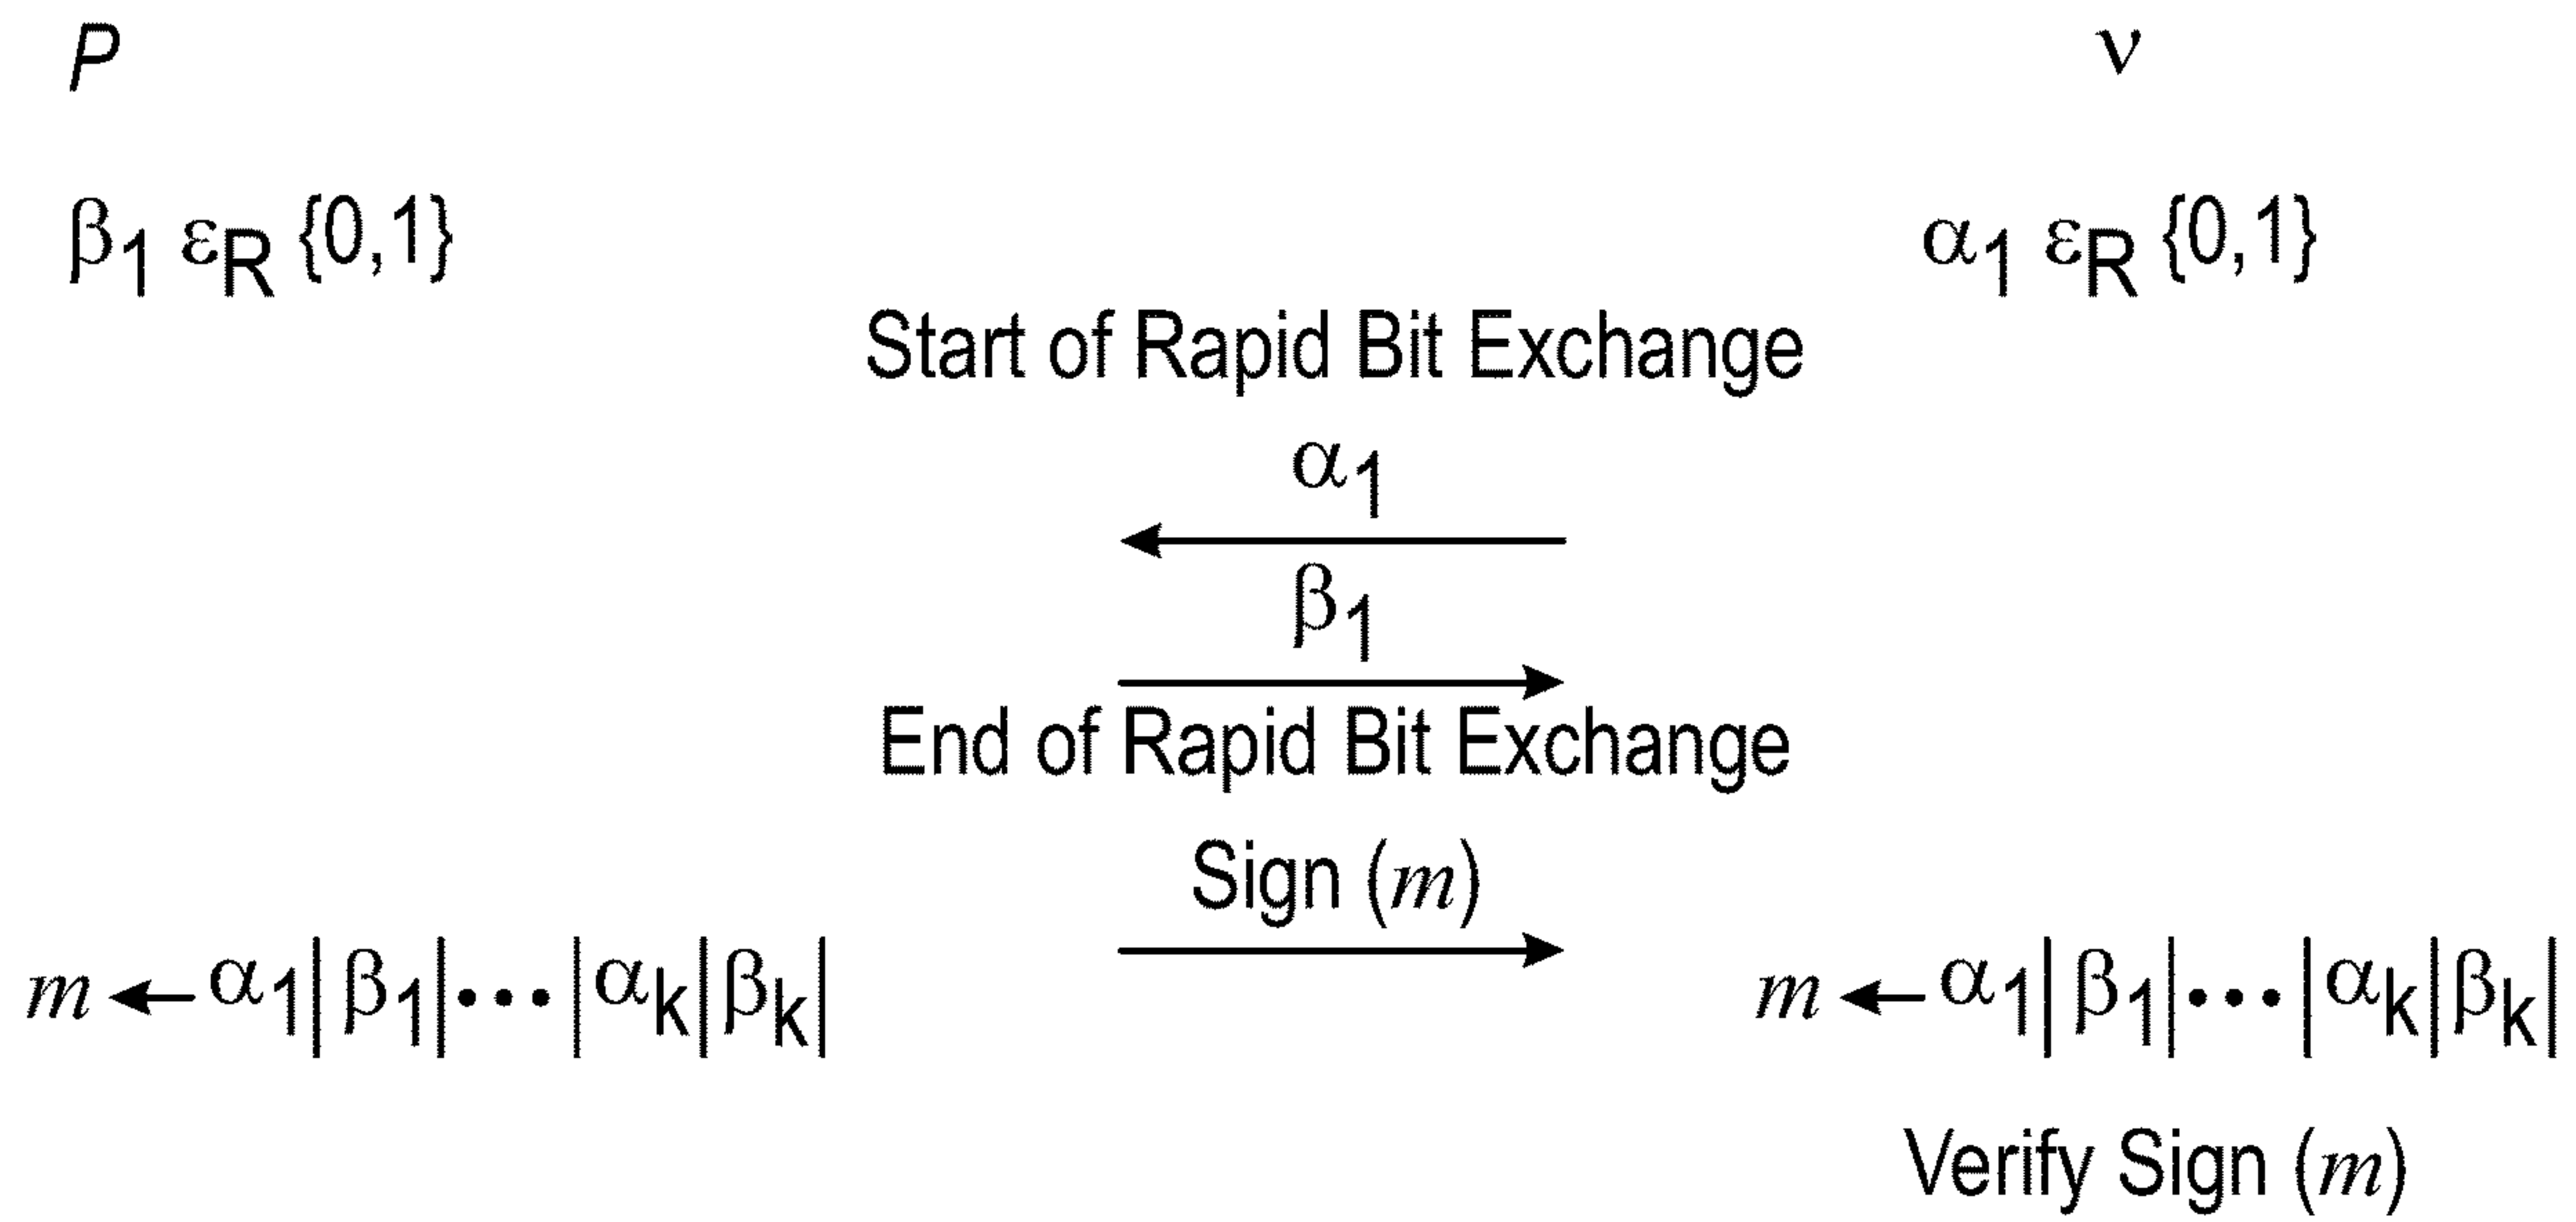 P ν
β1 εR {0,1} α1 εR {0,1}
Start of Rapid Bit Exchange
α1
β1
End of Rapid Bit Exchange
Sign (m)
m ← α1| β1|•••|αk|βk| m ← α1| β1|•••|αk|βk|
Verify Sign (m)